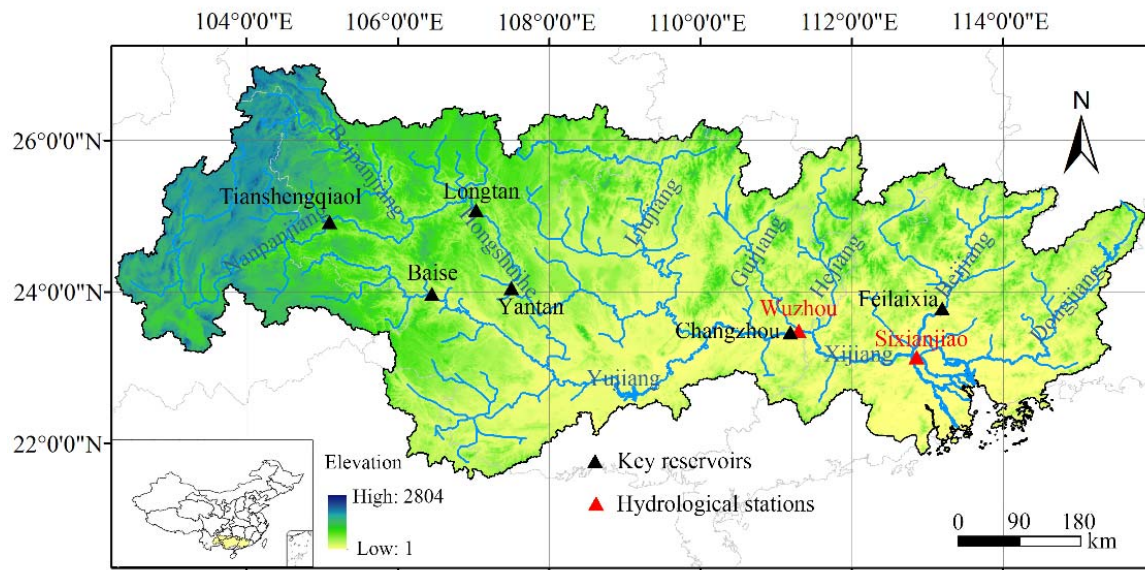 104°0'0"E
106°0'0"E
108°0'0"E
110°0'0"E
112°0'0"E
114°0'0"E
26°0'0"N
24°0'0"N
22°0'0"N
N
Beipanjiang
TianshengqiaoI
Longtan
Nanpanjiang
Hongshuihe
Liujiang
Guijiang
Hejiang
Beijiang
Dongjiang
Baise
Yantan
Feilaixia
Wuzhou
Changzhou
Sixianjiao
Xijiang
Yujiang
Elevation
High: 2804
Low: 1
Key reservoirs
Hydrological stations
0 90 180
km